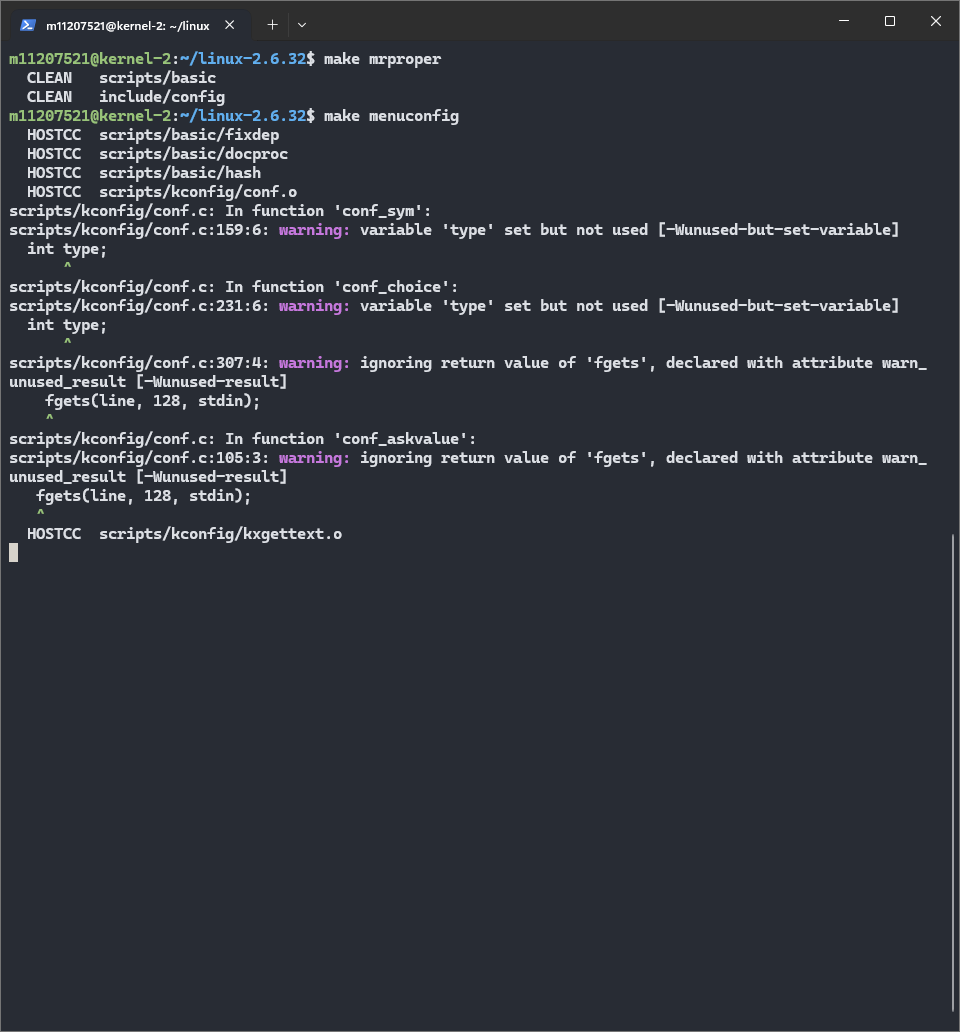 m11207521@kernel-2: ~/linux
m11207521@kernel-2:~/linux-2.6.32$ make mrproper
  CLEAN   scripts/basic
  CLEAN   include/config
m11207521@kernel-2:~/linux-2.6.32$ make menuconfig
  HOSTCC  scripts/basic/fixdep
  HOSTCC  scripts/basic/docproc
  HOSTCC  scripts/basic/hash
  HOSTCC  scripts/kconfig/conf.o
scripts/kconfig/conf.c: In function 'conf_sym':
scripts/kconfig/conf.c:159:6: warning: variable 'type' set but not used [-Wunused-but-set-variable]
  int type;
      ^
scripts/kconfig/conf.c: In function 'conf_choice':
scripts/kconfig/conf.c:231:6: warning: variable 'type' set but not used [-Wunused-but-set-variable]
  int type;
      ^
scripts/kconfig/conf.c:307:4: warning: ignoring return value of 'fgets', declared with attribute warn_
unused_result [-Wunused-result]
    fgets(line, 128, stdin);
    ^
scripts/kconfig/conf.c: In function 'conf_askvalue':
scripts/kconfig/conf.c:105:3: warning: ignoring return value of 'fgets', declared with attribute warn_
unused_result [-Wunused-result]
   fgets(line, 128, stdin);
   ^
  HOSTCC  scripts/kconfig/kxgettext.o